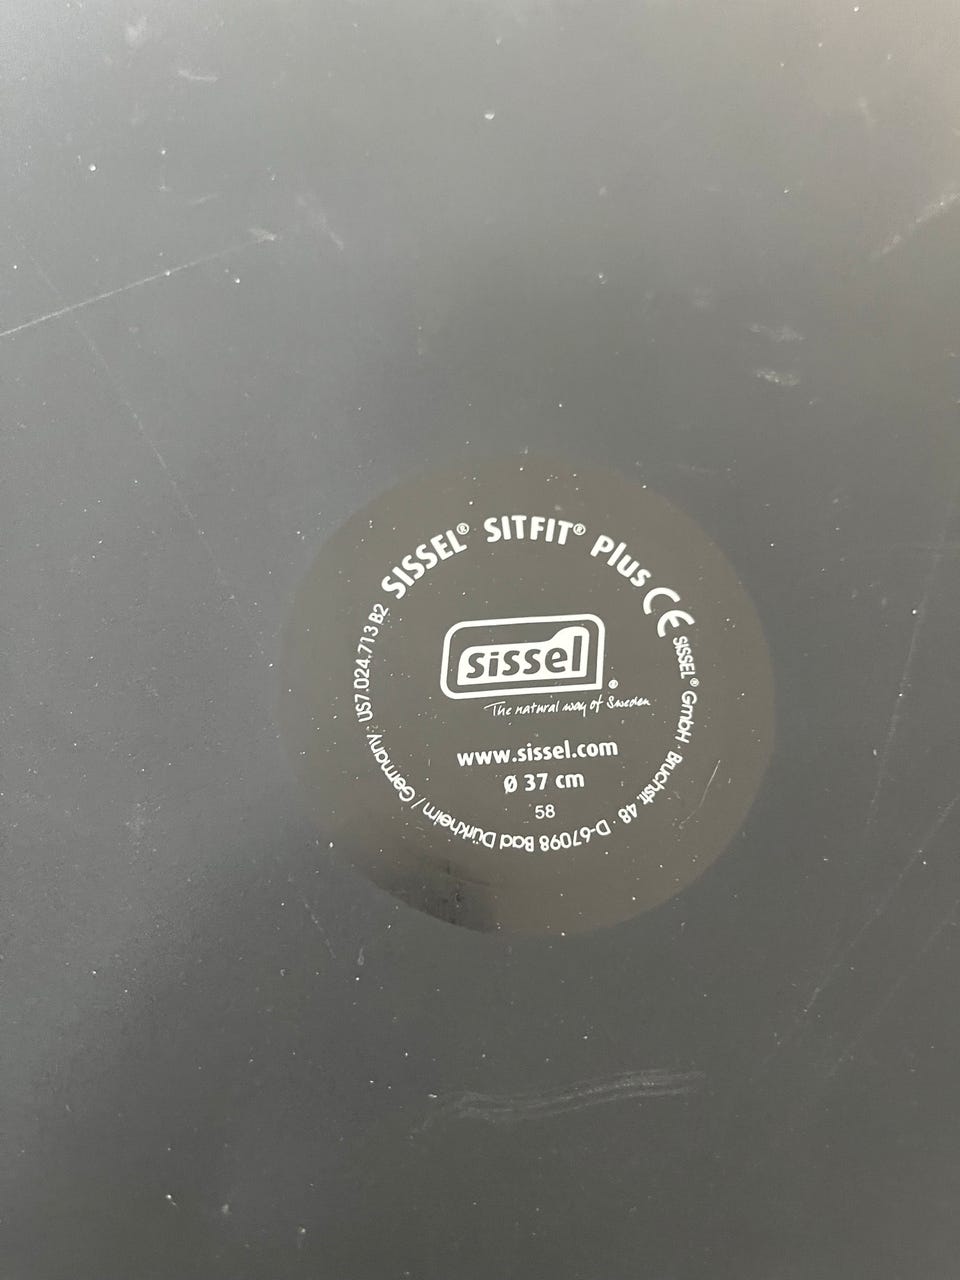 SISSEL® SITFIT® Plus CE
SISSEL® GmbH · Bruchstr. 48 · D-67098 Bad Dürkheim / Germany · US7.024.713 B2
sissel®
The natural way of Sweden
www.sissel.com
Ø 37 cm
58